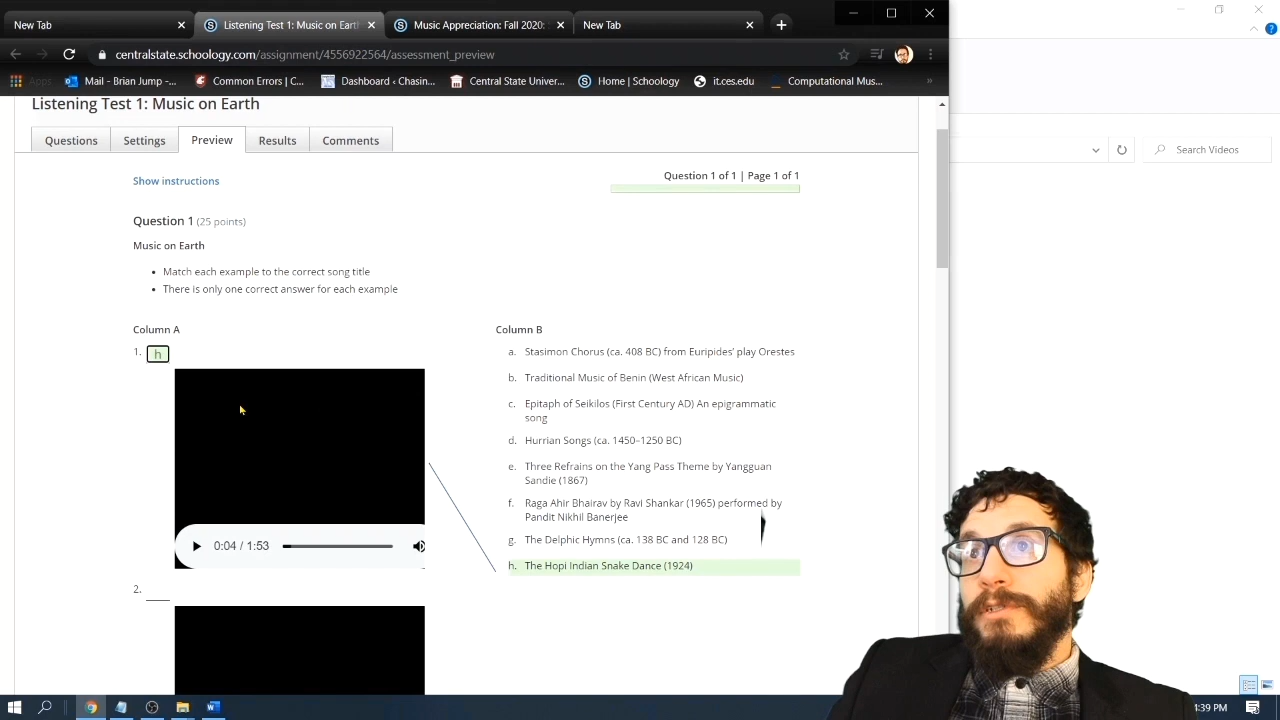 New Tab
Listening Test 1: Music on Earth
Music Appreciation: Fall 2020:
New Tab
centralstate.schoology.com/assignment/4556922564/assessment_preview
Apps
Mail - Brian Jump -...
Common Errors | C...
Dashboard ‹ Chasin...
Central State Univer...
Home | Schoology
it.ces.edu
Computational Mus...
»
Listening Test 1: Music on Earth
Questions
Settings
Preview
Results
Comments
Search Videos
Show instructions
Question 1 of 1 | Page 1 of 1
Question 1 (25 points)
Music on Earth
• Match each example to the correct song title
• There is only one correct answer for each example
Column A
1. h
0:04 / 1:53
2.
Column B
a. Stasimon Chorus (ca. 408 BC) from Euripides' play Orestes
b. Traditional Music of Benin (West African Music)
c. Epitaph of Seikilos (First Century AD) An epigrammatic
song
d. Hurrian Songs (ca. 1450–1250 BC)
e. Three Refrains on the Yang Pass Theme by Yangguan
Sandie (1867)
f. Raga Ahir Bhairav by Ravi Shankar (1965) performed by
Pandit Nikhil Banerjee
g. The Delphic Hymns (ca. 138 BC and 128 BC)
h. The Hopi Indian Snake Dance (1924)
4:39 PM